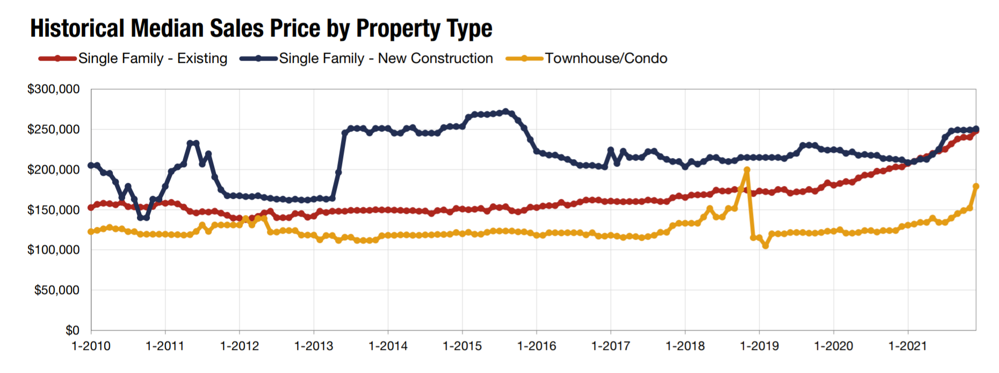 Historical Median Sales Price by Property Type
Single Family - Existing Single Family - New Construction Townhouse/Condo
$300,000
$250,000
$200,000
$150,000
$100,000
$50,000
$0
1-2010 1-2011 1-2012 1-2013 1-2014 1-2015 1-2016 1-2017 1-2018 1-2019 1-2020 1-2021